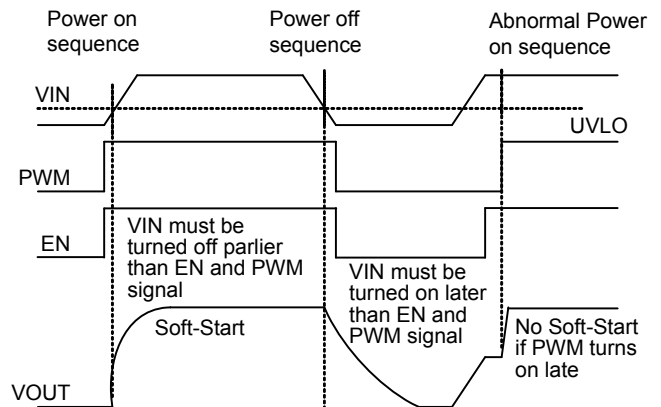 Power on
sequence
Power off
sequence
Abnormal Power
on sequence
VIN
UVLO
PWM
EN
VIN must be
turned off parlier
than EN and PWM
signal
VIN must be
turned on later
than EN and
PWM signal
Soft-Start
No Soft-Start
if PWM turns
on late
VOUT